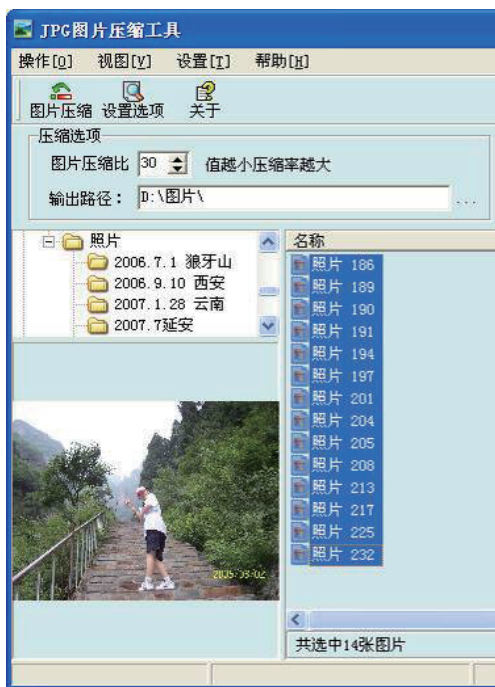 JPG图片压缩工具
操作[O] 视图[V] 设置[T] 帮助[H]
图片压缩 设置选项 关于
压缩选项
图片压缩比 30 值越小压缩率越大
输出路径： D:\图片\ ...
照片
2006.7.1 狼牙山
2006.9.10 西安
2007.1.28 云南
2007.7延安
名称
照片 186
照片 189
照片 190
照片 191
照片 194
照片 197
照片 201
照片 204
照片 205
照片 208
照片 213
照片 217
照片 225
照片 232
共选中14张图片